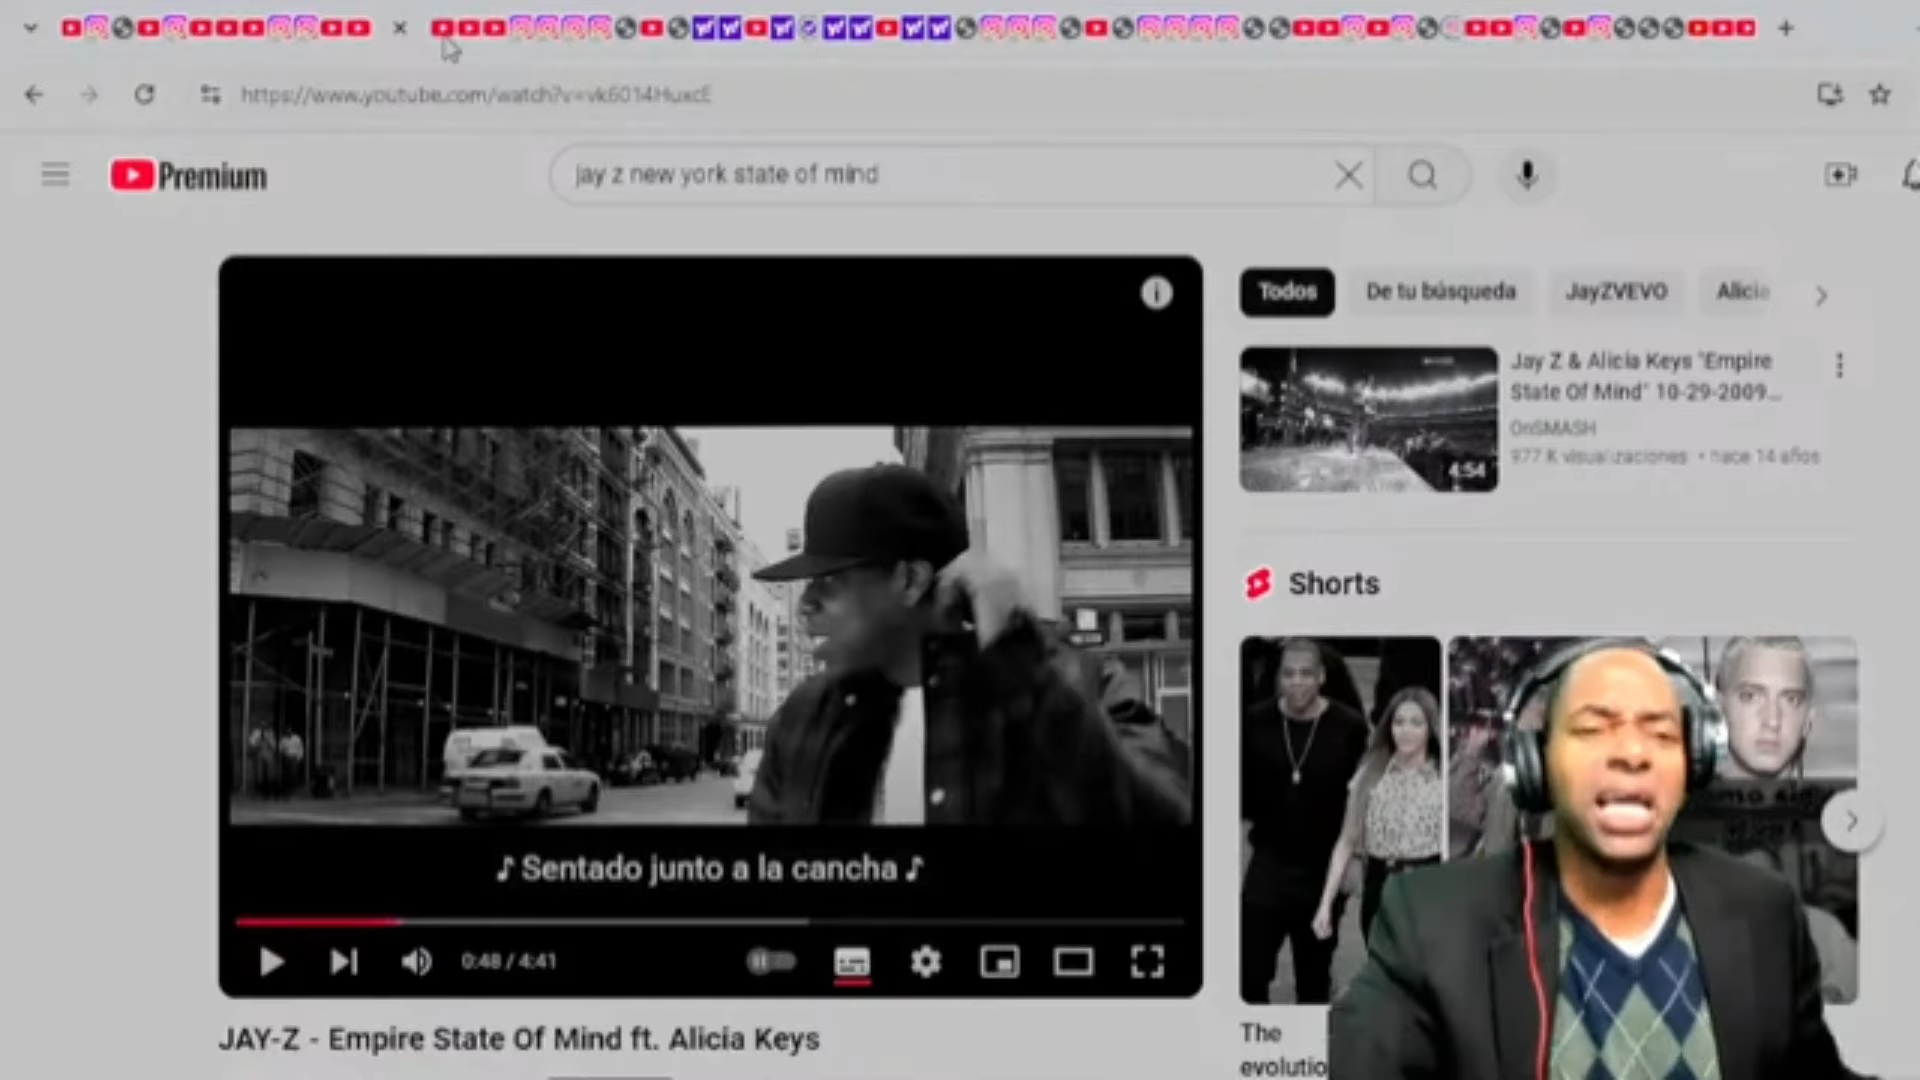 https://www.youtube.com/watch?v=vk6014HuxcE
Premium
jay z new york state of mind
Todos
De tu búsqueda
JayZVEVO
Alicia
Jay Z & Alicia Keys "Empire
State Of Mind" 10-29-2009...
OnSMASH
977 K visualizaciones • hace 14 años
4:54
Shorts
♪ Sentado junto a la cancha ♪
0:48 / 4:41
JAY-Z - Empire State Of Mind ft. Alicia Keys
The
evolutio